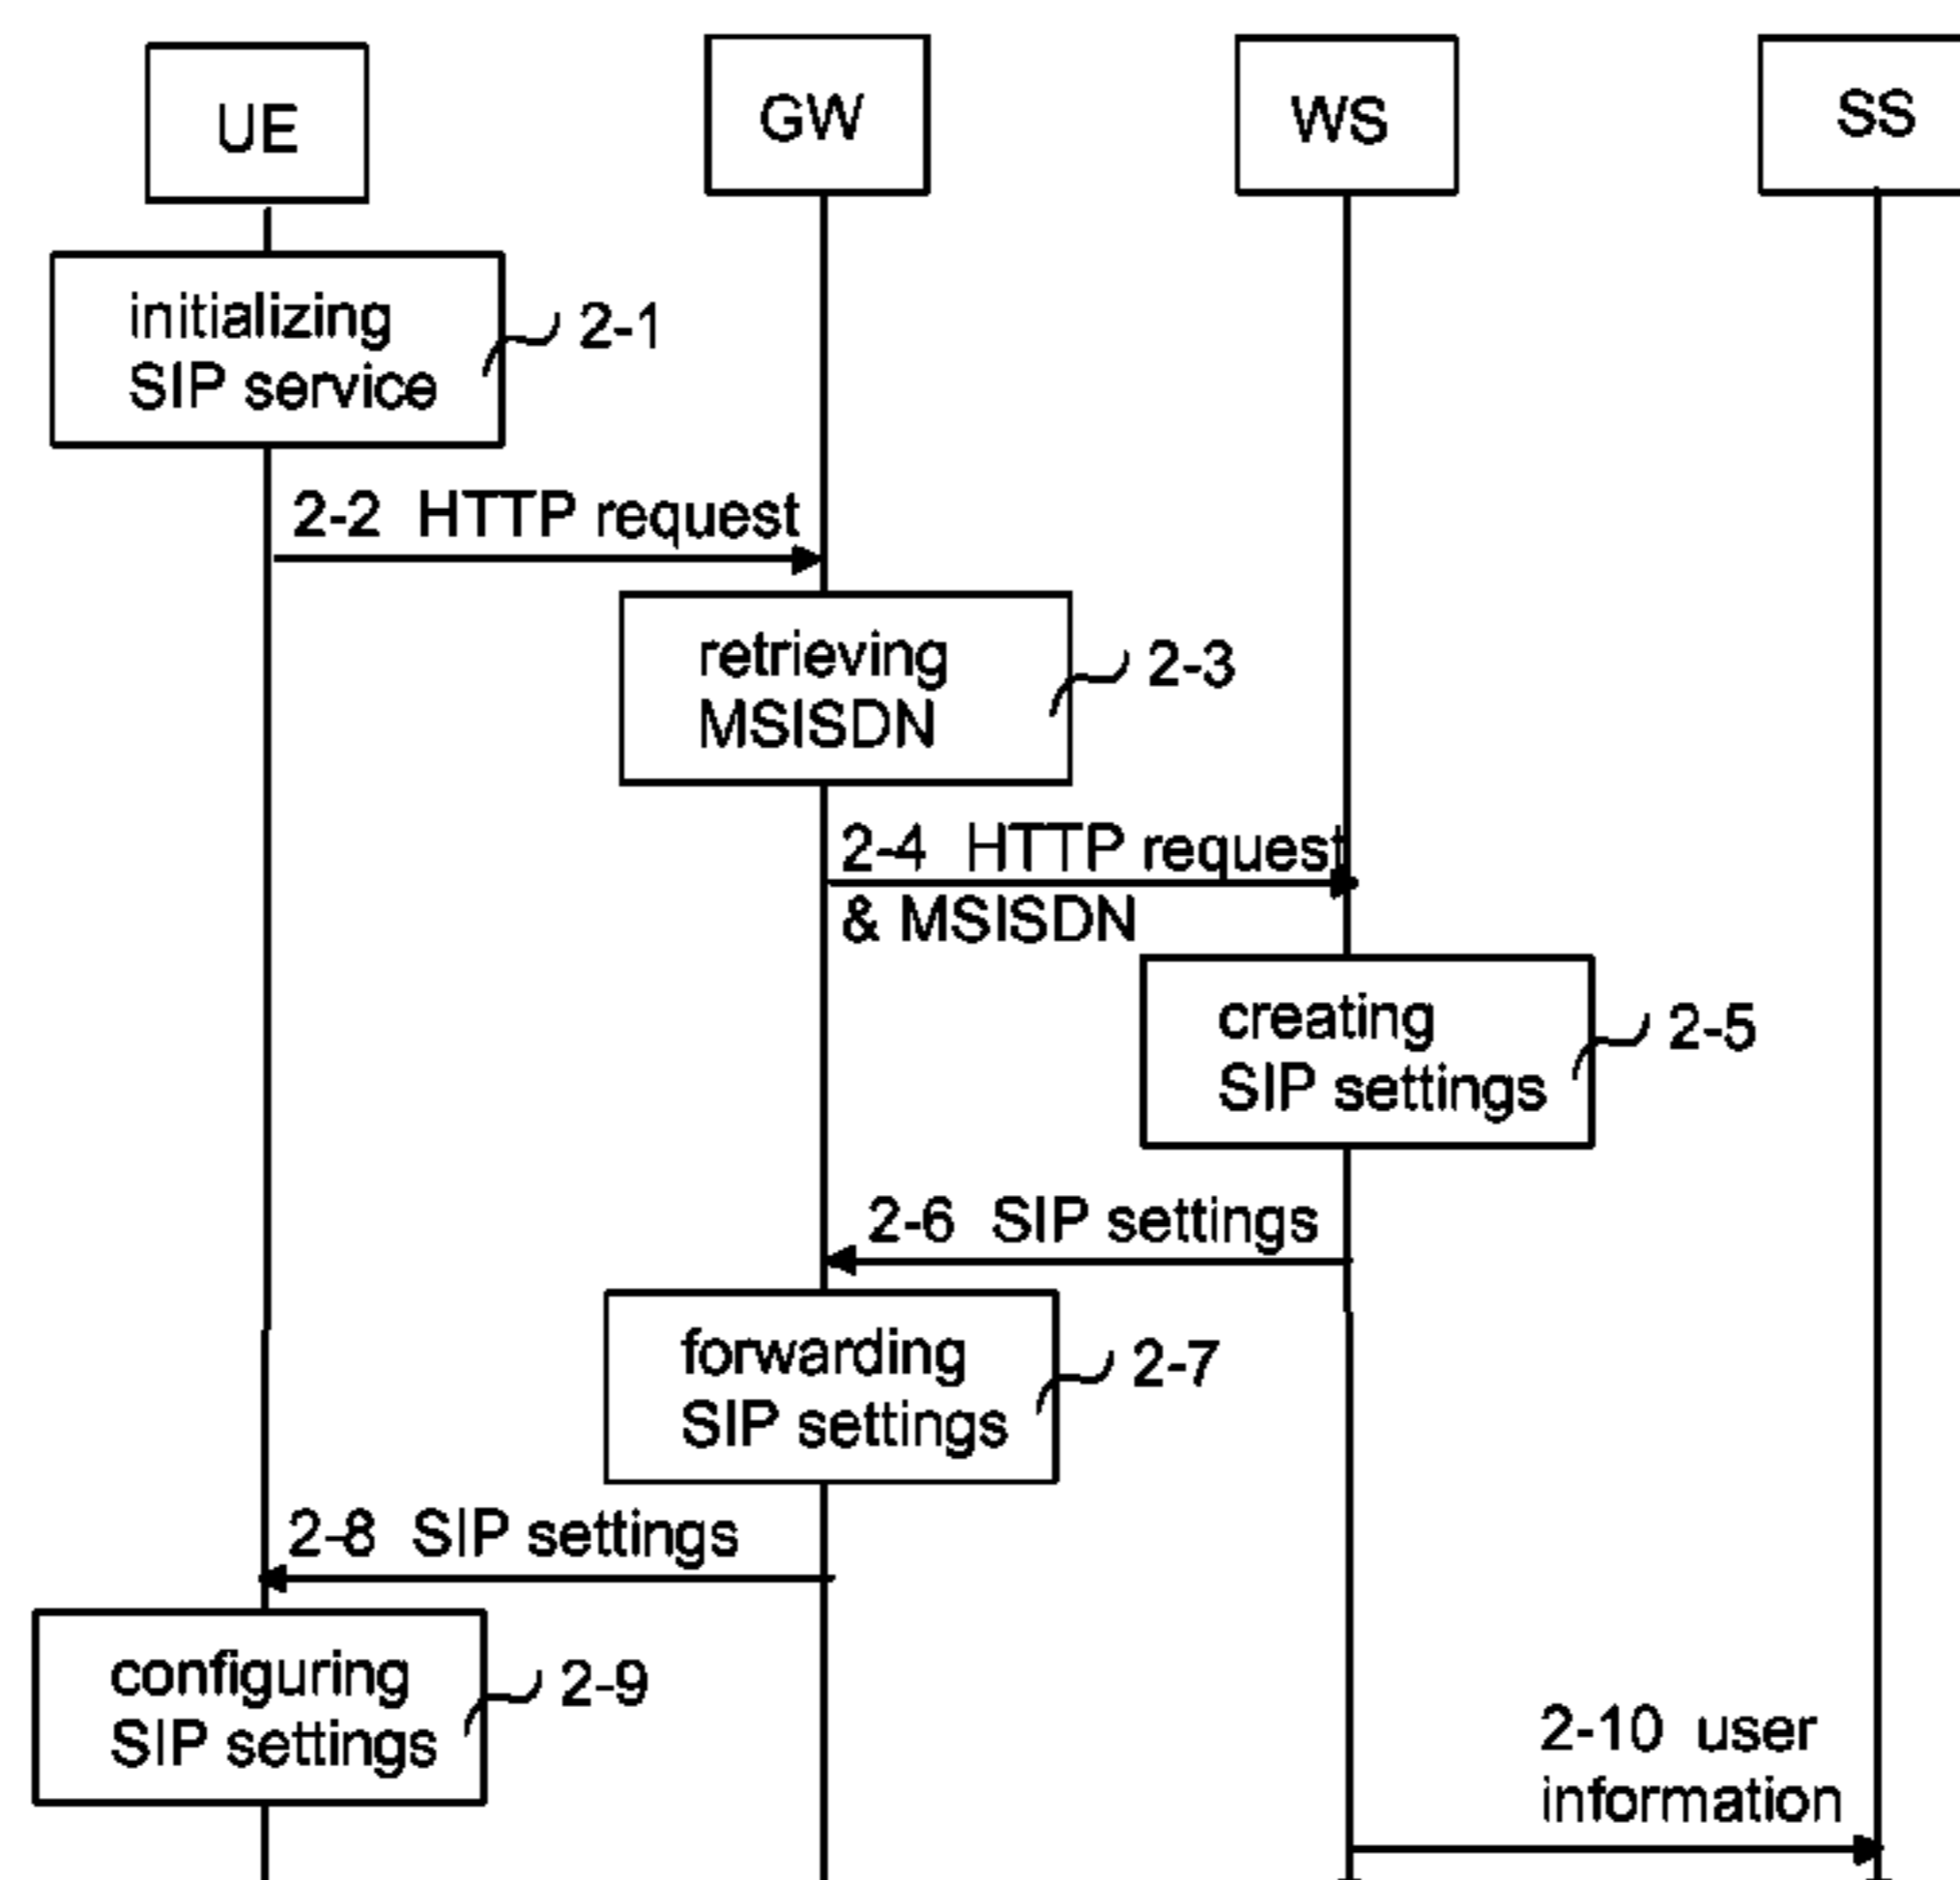 UE
GW
WS
SS
initializing
SIP service
2-1
2-2 HTTP request
retrieving
MSISDN
2-3
2-4 HTTP request
& MSISDN
creating
SIP settings
2-5
2-6 SIP settings
forwarding
SIP settings
2-7
2-8 SIP settings
configuring
SIP settings
2-9
2-10 user
information